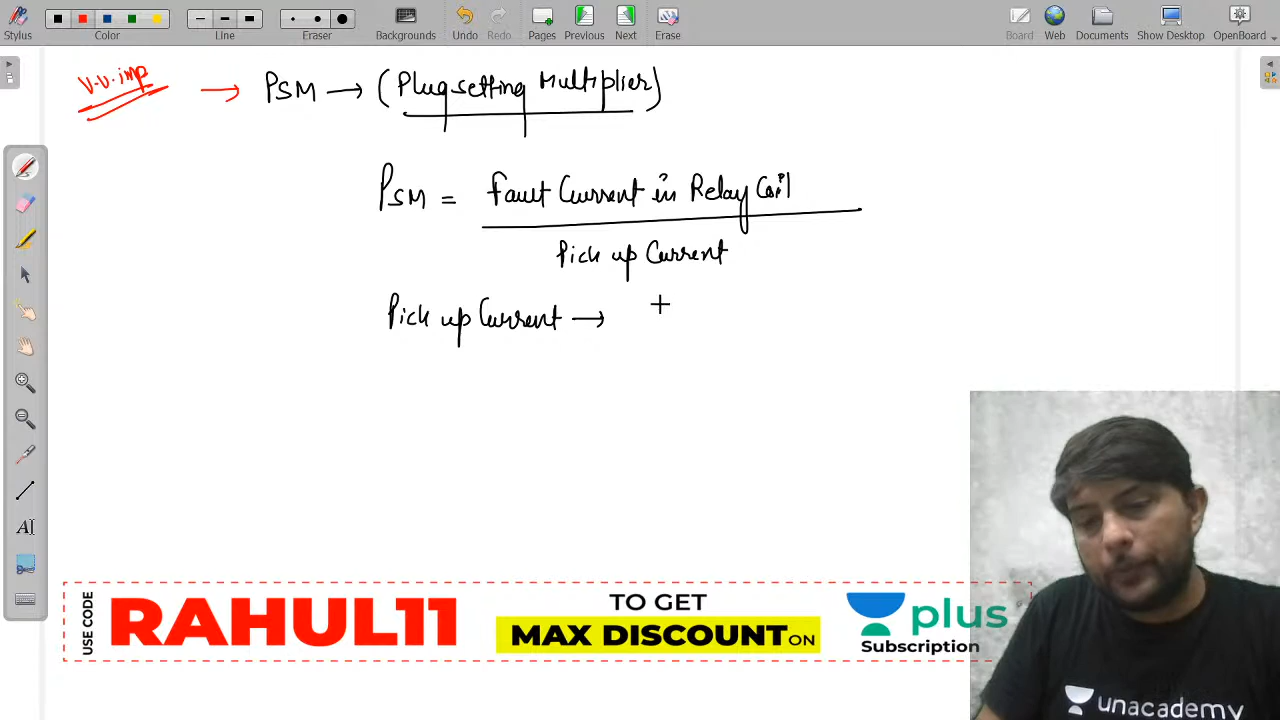 Stylus
Color
Line
Eraser
Backgrounds
Undo
Redo
Pages
Previous
Next
Erase
Board
Web
Documents
Show Desktop
OpenBoard
V.V.imp → PSM → (Plug setting Multiplier)
PSM = Fault Current in Relay Coil
Pick up Current
Pick up Current →
AI
USE CODE
RAHUL11
TO GET
MAX DISCOUNT ON
plus
Subscription
unacademy